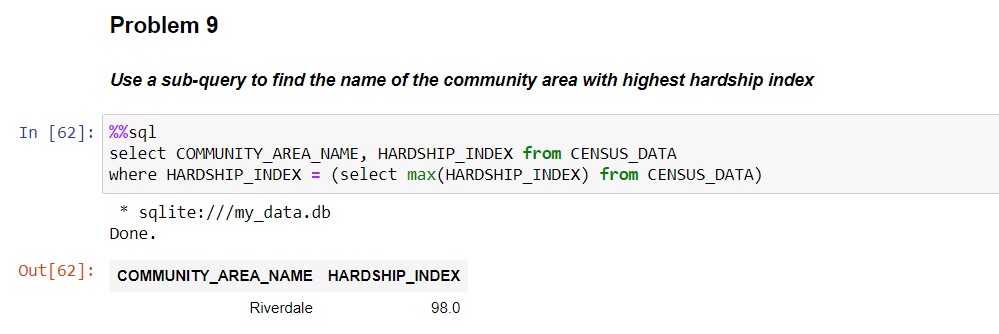 Problem 9
Use a sub-query to find the name of the community area with highest hardship index
In [62]: %%sql
select COMMUNITY_AREA_NAME, HARDSHIP_INDEX from CENSUS_DATA
where HARDSHIP_INDEX = (select max(HARDSHIP_INDEX) from CENSUS_DATA)
* sqlite:///my_data.db
Done.
Out[62]: COMMUNITY_AREA_NAME HARDSHIP_INDEX
Riverdale 98.0